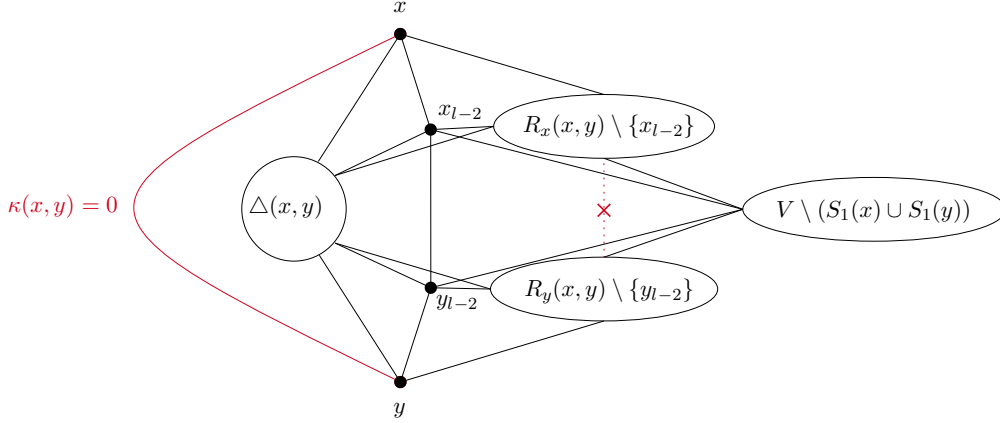 x
x_{l−2}
R_x(x, y) \ {x_{l−2}}
κ(x, y) = 0
△(x, y)
V \ (S_1(x) ∪ S_1(y))
y_{l−2}
R_y(x, y) \ {y_{l−2}}
y